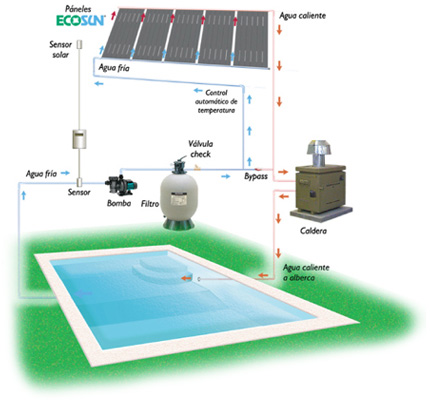 Páneles
ECOSUN
Sensor
solar
Agua caliente
Agua fría
Control
automático de
temperatura
Válvula
check
Agua fría
Sensor
Bomba
Filtro
Bypass
Caldera
Agua caliente
a alberca